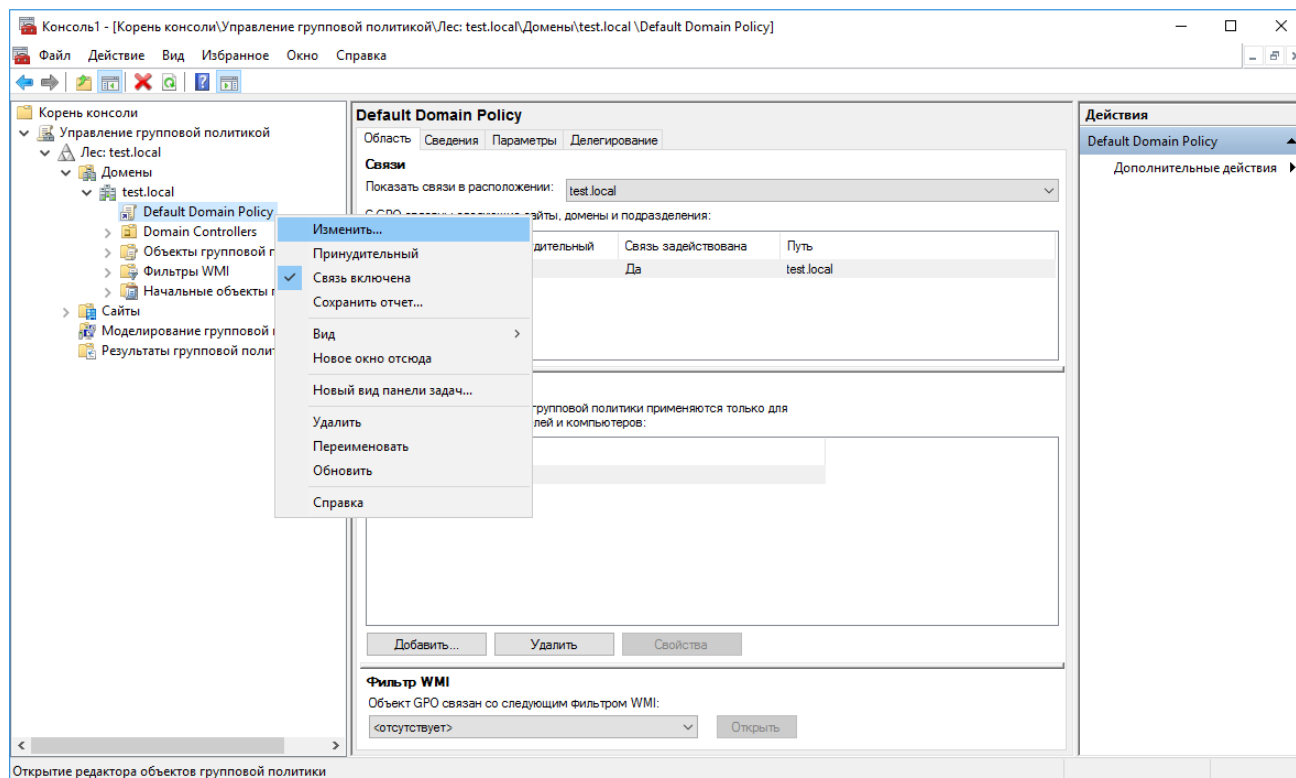 Консоль1 - [Корень консоли\Управление групповой политикой\Лес: test.local\Домены\test.local \Default Domain Policy]
Файл Действие Вид Избранное Окно Справка
Корень консоли
Управление групповой политикой
Лес: test.local
Домены
test.local
Default Domain Policy
Domain Controllers
Объекты групповой г
Фильтры WMI
Начальные объекты г
Сайты
Моделирование групповой г
Результаты групповой полит
Изменить...
Принудительный
Связь включена
Сохранить отчет...
Вид
Новое окно отсюда
Новый вид панели задач...
Удалить
Переименовать
Обновить
Справка
Default Domain Policy
Область Сведения Параметры Делегирование
Связи
Показать связи в расположении: test.local
С GPO связаны следующие сайты, домены и подразделения:
дительный Связь задействована Путь
Да test.local
групповой политики применяются только для
лей и компьютеров:
Добавить... Удалить Свойства
Фильтр WMI
Объект GPO связан со следующим фильтром WMI:
<отсутствует> Открыть
Действия
Default Domain Policy
Дополнительные действия
Открытие редактора объектов групповой политики